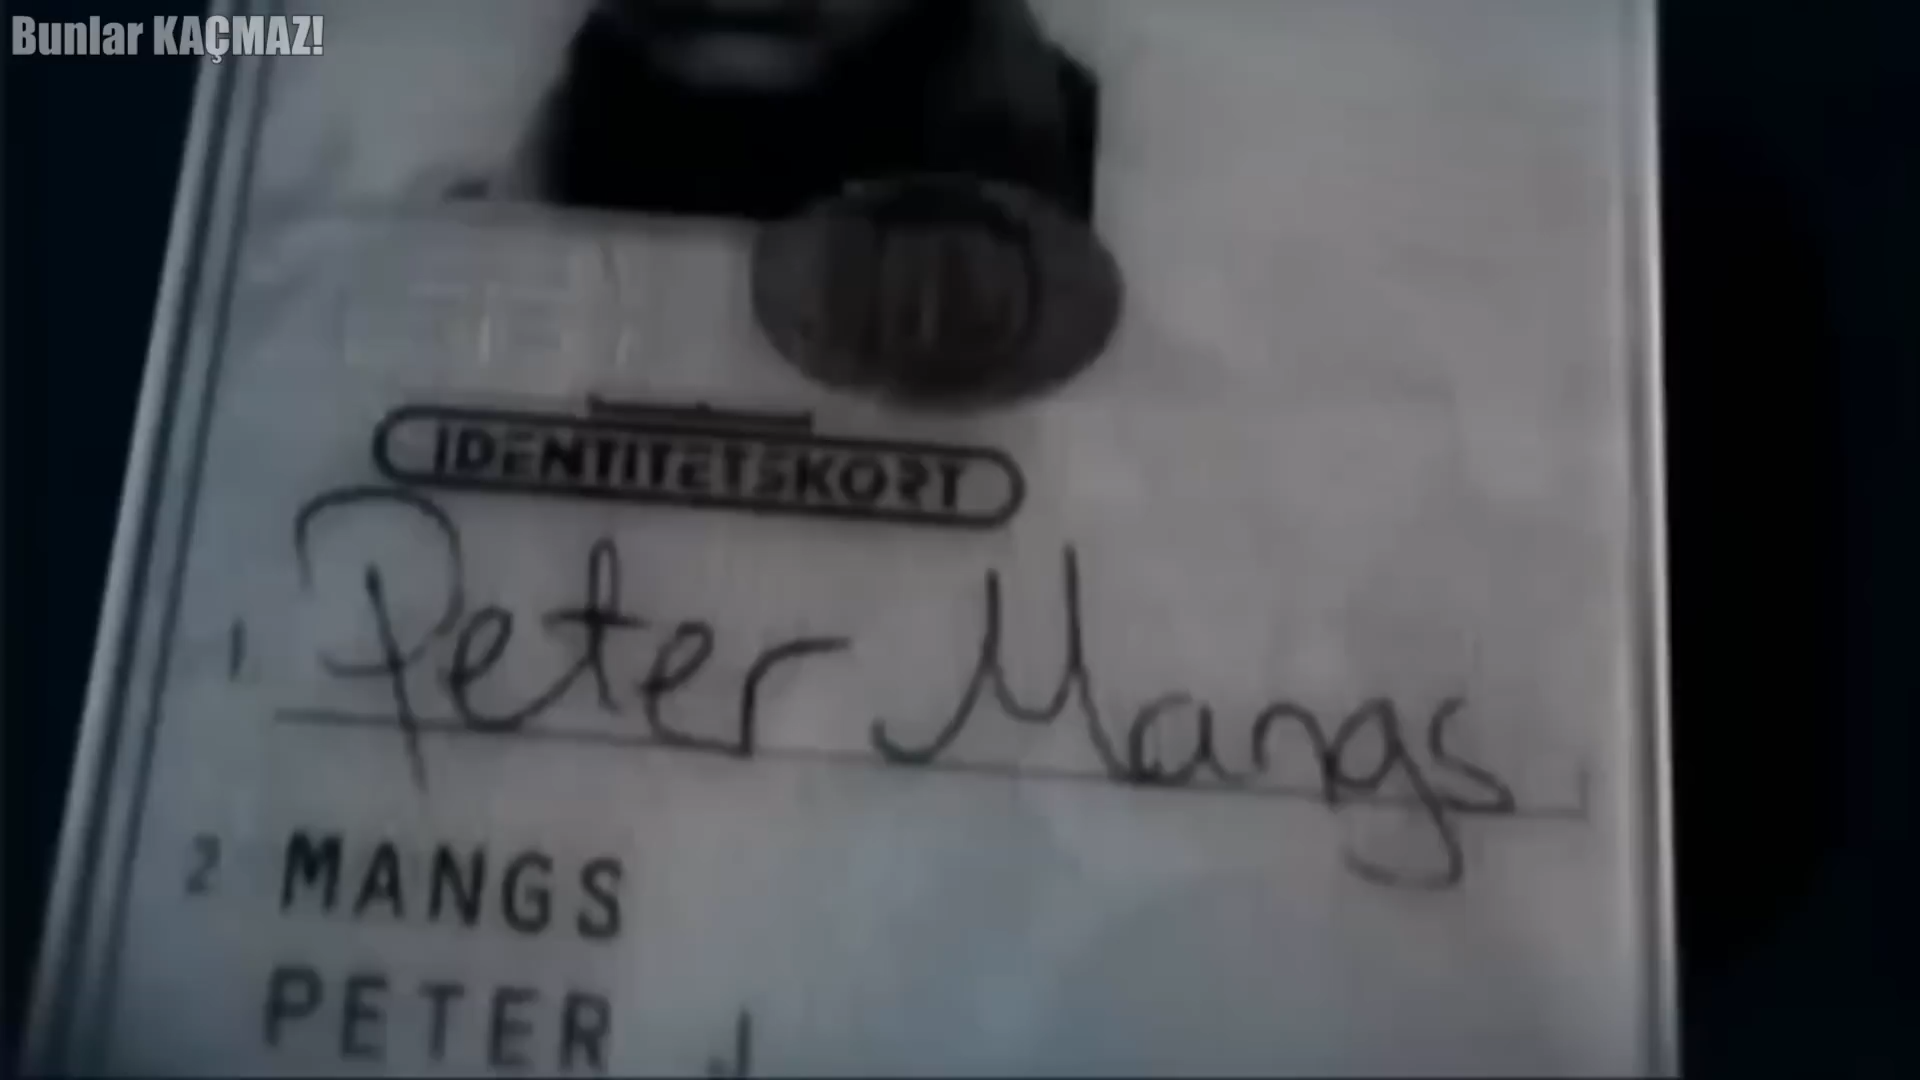 Bunlar KAÇMAZ!
IDENTITETSKORT
1 Peter Mangs
2 MANGS
PETER J